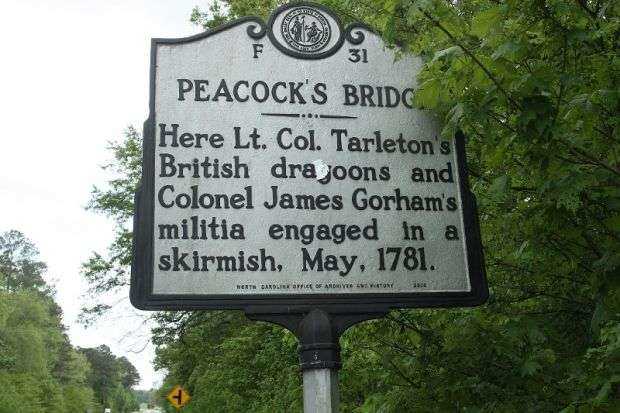 F 31
PEACOCK'S BRIDG
Here Lt. Col. Tarleton's
British dragoons and
Colonel James Gorham's
militia engaged in a
skirmish, May, 1781.
NORTH CAROLINA OFFICE OF ARCHIVES AND HISTORY